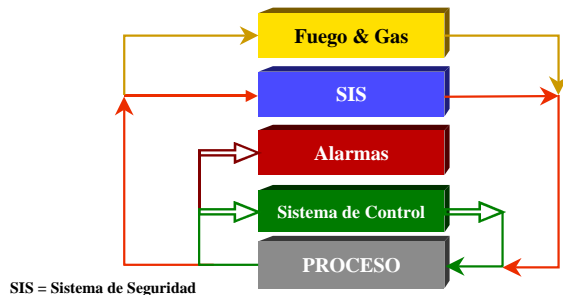 Fuego & Gas
SIS
Alarmas
Sistema de Control
PROCESO
SIS = Sistema de Seguridad